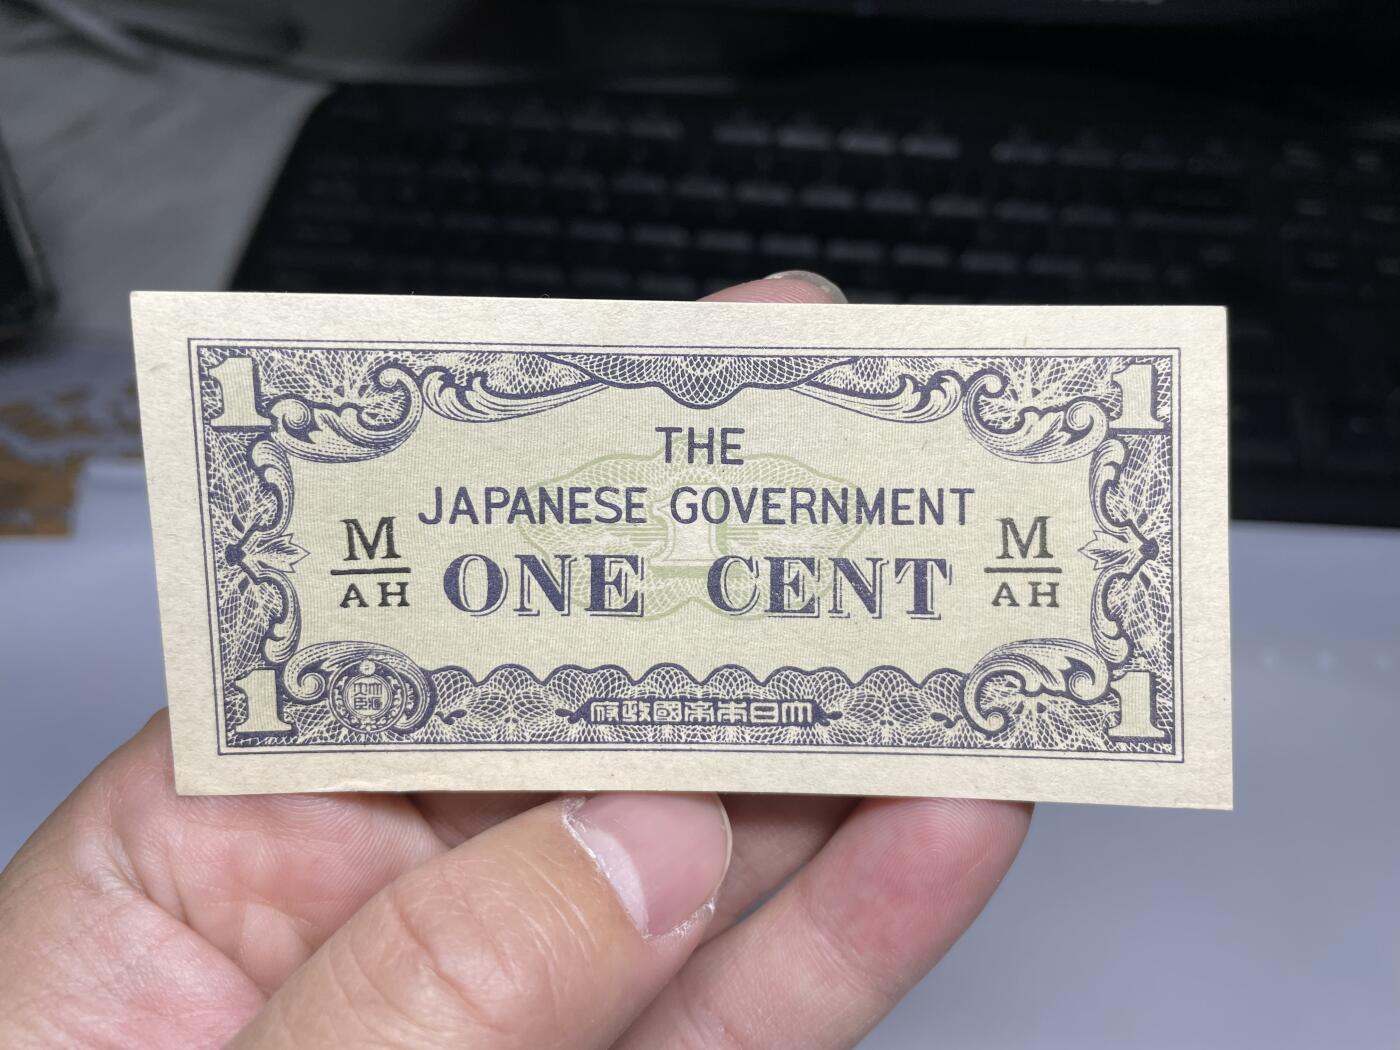 1 1
THE
JAPANESE GOVERNMENT
M/AH ONE CENT M/AH
府政國帝本日大
1 1